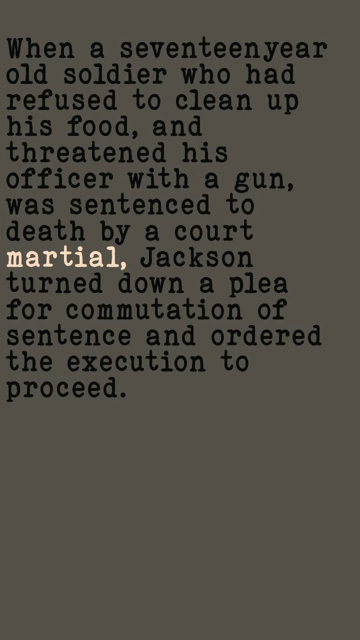 When a seventeenyear
old soldier who had
refused to clean up
his food, and
threatened his
officer with a gun,
was sentenced to
death by a court
martial, Jackson
turned down a plea
for commutation of
sentence and ordered
the execution to
proceed.